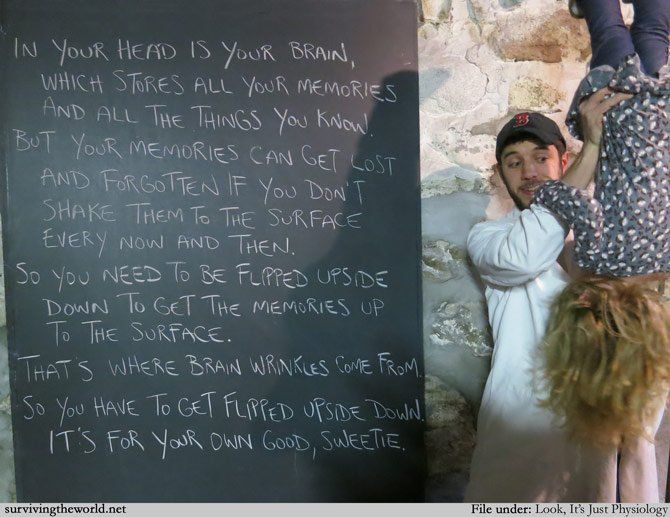 IN YOUR HEAD IS YOUR BRAIN,
WHICH STORES ALL YOUR MEMORIES
AND ALL THE THINGS YOU KNOW.
BUT YOUR MEMORIES CAN GET LOST
AND FORGOTTEN IF YOU DON'T
SHAKE THEM TO THE SURFACE
EVERY NOW AND THEN.
SO YOU NEED TO BE FLIPPED UPSIDE
DOWN TO GET THE MEMORIES UP
TO THE SURFACE.
THAT'S WHERE BRAIN WRINKLES COME FROM.
SO YOU HAVE TO GET FLIPPED UPSIDE DOWN.
IT'S FOR YOUR OWN GOOD, SWEETIE.
B
survivingtheworld.net
File under: Look, It's Just Physiology